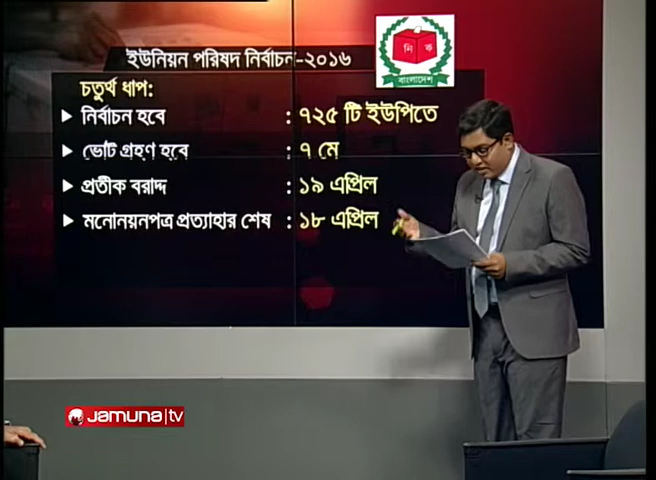 ইউনিয়ন পরিষদ নির্বাচন-২০১৬
নি ক
বাংলাদেশ
চতুর্থ ধাপ:
নির্বাচন হবে : ৭২৫ টি ইউপিতে
ভোট গ্রহণ হবে : ৭ মে
প্রতীক বরাদ্দ : ১৯ এপ্রিল
মনোনয়নপত্র প্রত্যাহার শেষ : ১৮ এপ্রিল
JAMUNA|TV